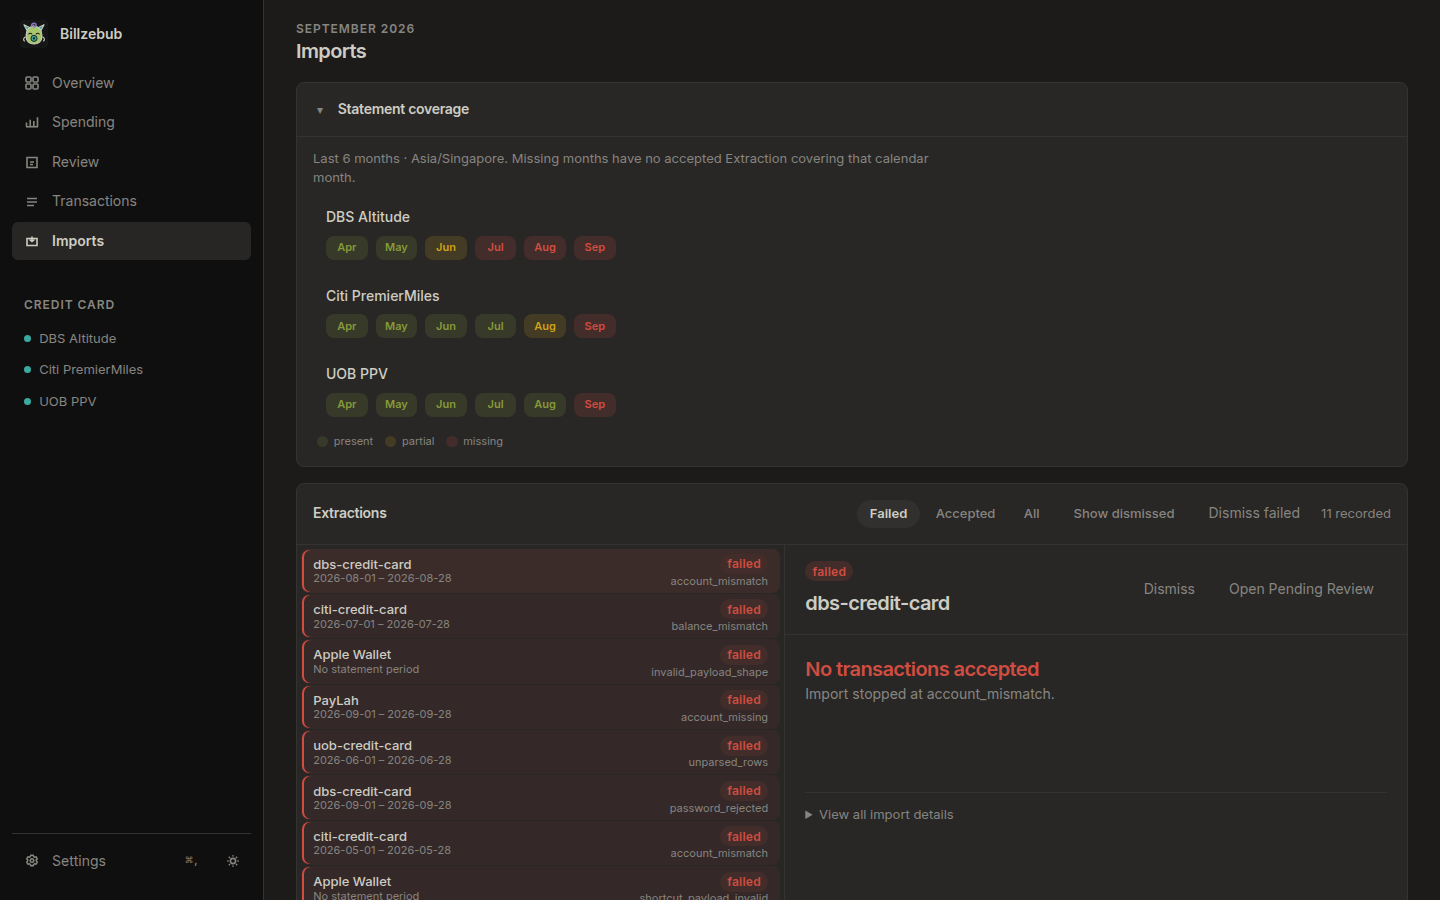 Billzebub
Overview
Spending
Review
Transactions
Imports
CREDIT CARD
DBS Altitude
Citi PremierMiles
UOB PPV
Settings ⌘,
SEPTEMBER 2026
Imports
▼ Statement coverage
Last 6 months · Asia/Singapore. Missing months have no accepted Extraction covering that calendar
month.
DBS Altitude
Apr May Jun Jul Aug Sep
Citi PremierMiles
Apr May Jun Jul Aug Sep
UOB PPV
Apr May Jun Jul Aug Sep
present partial missing
Extractions Failed Accepted All Show dismissed Dismiss failed 11 recorded
dbs-credit-card failed
2026-08-01 – 2026-08-28 account_mismatch
citi-credit-card failed
2026-07-01 – 2026-07-28 balance_mismatch
Apple Wallet failed
No statement period invalid_payload_shape
PayLah failed
2026-09-01 – 2026-09-28 account_missing
uob-credit-card failed
2026-06-01 – 2026-06-28 unparsed_rows
dbs-credit-card failed
2026-09-01 – 2026-09-28 password_rejected
citi-credit-card failed
2026-05-01 – 2026-05-28 account_mismatch
Apple Wallet failed
No statement period shortcut_payload_invalid
failed
dbs-credit-card
Dismiss Open Pending Review
No transactions accepted
Import stopped at account_mismatch.
▶ View all import details